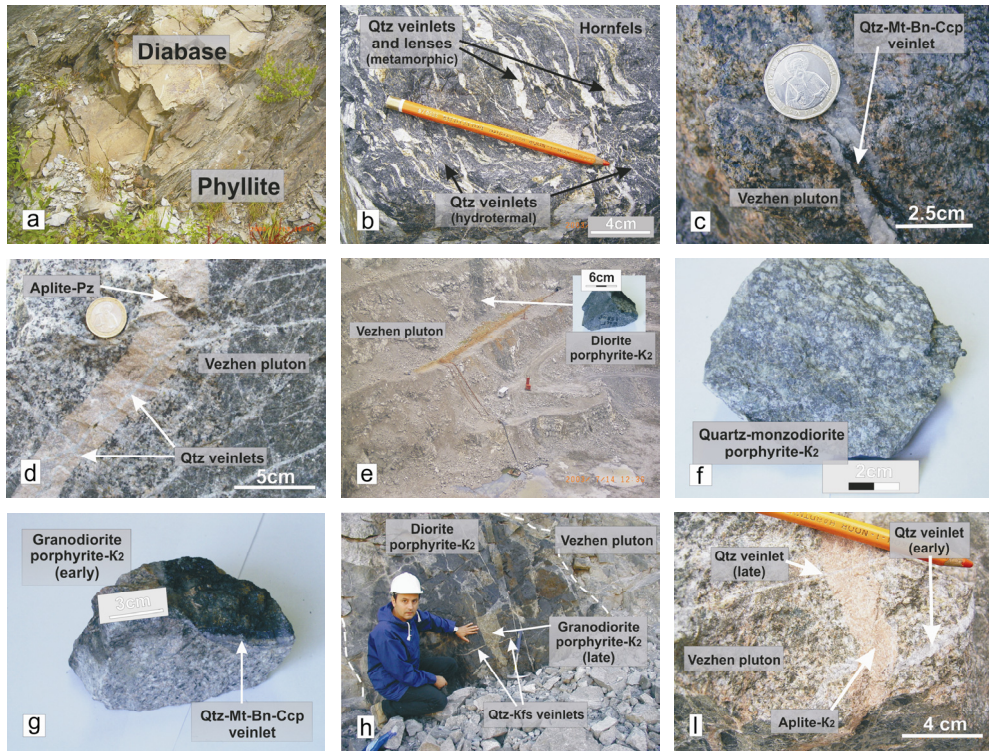 Diabase
Phyllite
a
Qtz veinlets
and lenses
(metamorphic)
Hornfels
Qtz veinlets
(hydrotermal)
4cm
b
Qtz-Mt-Bn-Ccp
veinlet
Vezhen pluton
2.5cm
c
Aplite-Pz
Vezhen pluton
Qtz veinlets
5cm
d
6cm
Vezhen pluton
Diorite
porphyrite-K2
e
Quartz-monzodiorite
porphyrite-K2
2cm
f
Granodiorite
porphyrite-K2
(early)
3cm
Qtz-Mt-Bn-Ccp
veinlet
g
Diorite
porphyrite-K2
Vezhen pluton
Granodiorite
porphyrite-K2
(late)
Qtz-Kfs veinlets
h
Qtz veinlet
(late)
Qtz veinlet
(early)
Vezhen pluton
Aplite-K2
4 cm
I